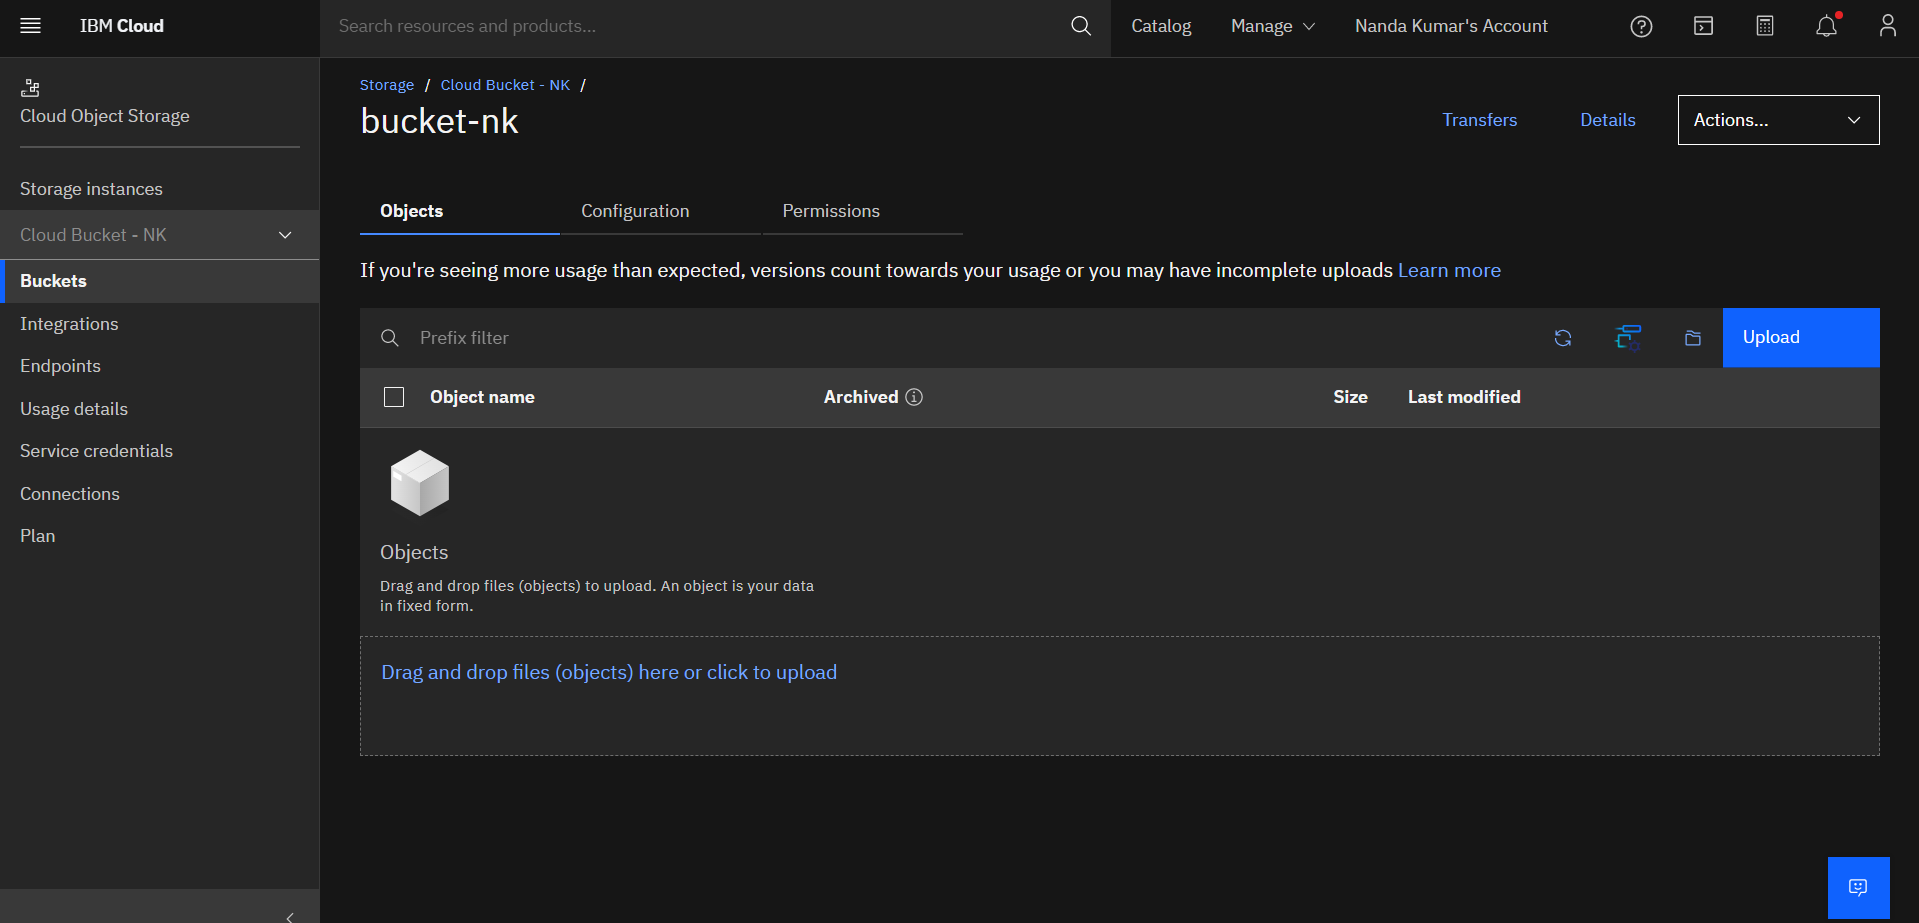 IBM Cloud
Search resources and products...
Catalog
Manage
Nanda Kumar's Account
Cloud Object Storage
Storage instances
Cloud Bucket - NK
Buckets
Integrations
Endpoints
Usage details
Service credentials
Connections
Plan
Storage / Cloud Bucket - NK /
bucket-nk
Transfers
Details
Actions...
Objects
Configuration
Permissions
If you're seeing more usage than expected, versions count towards your usage or you may have incomplete uploads Learn more
Prefix filter
Upload
Object name
Archived
Size
Last modified
Objects
Drag and drop files (objects) to upload. An object is your data
in fixed form.
Drag and drop files (objects) here or click to upload